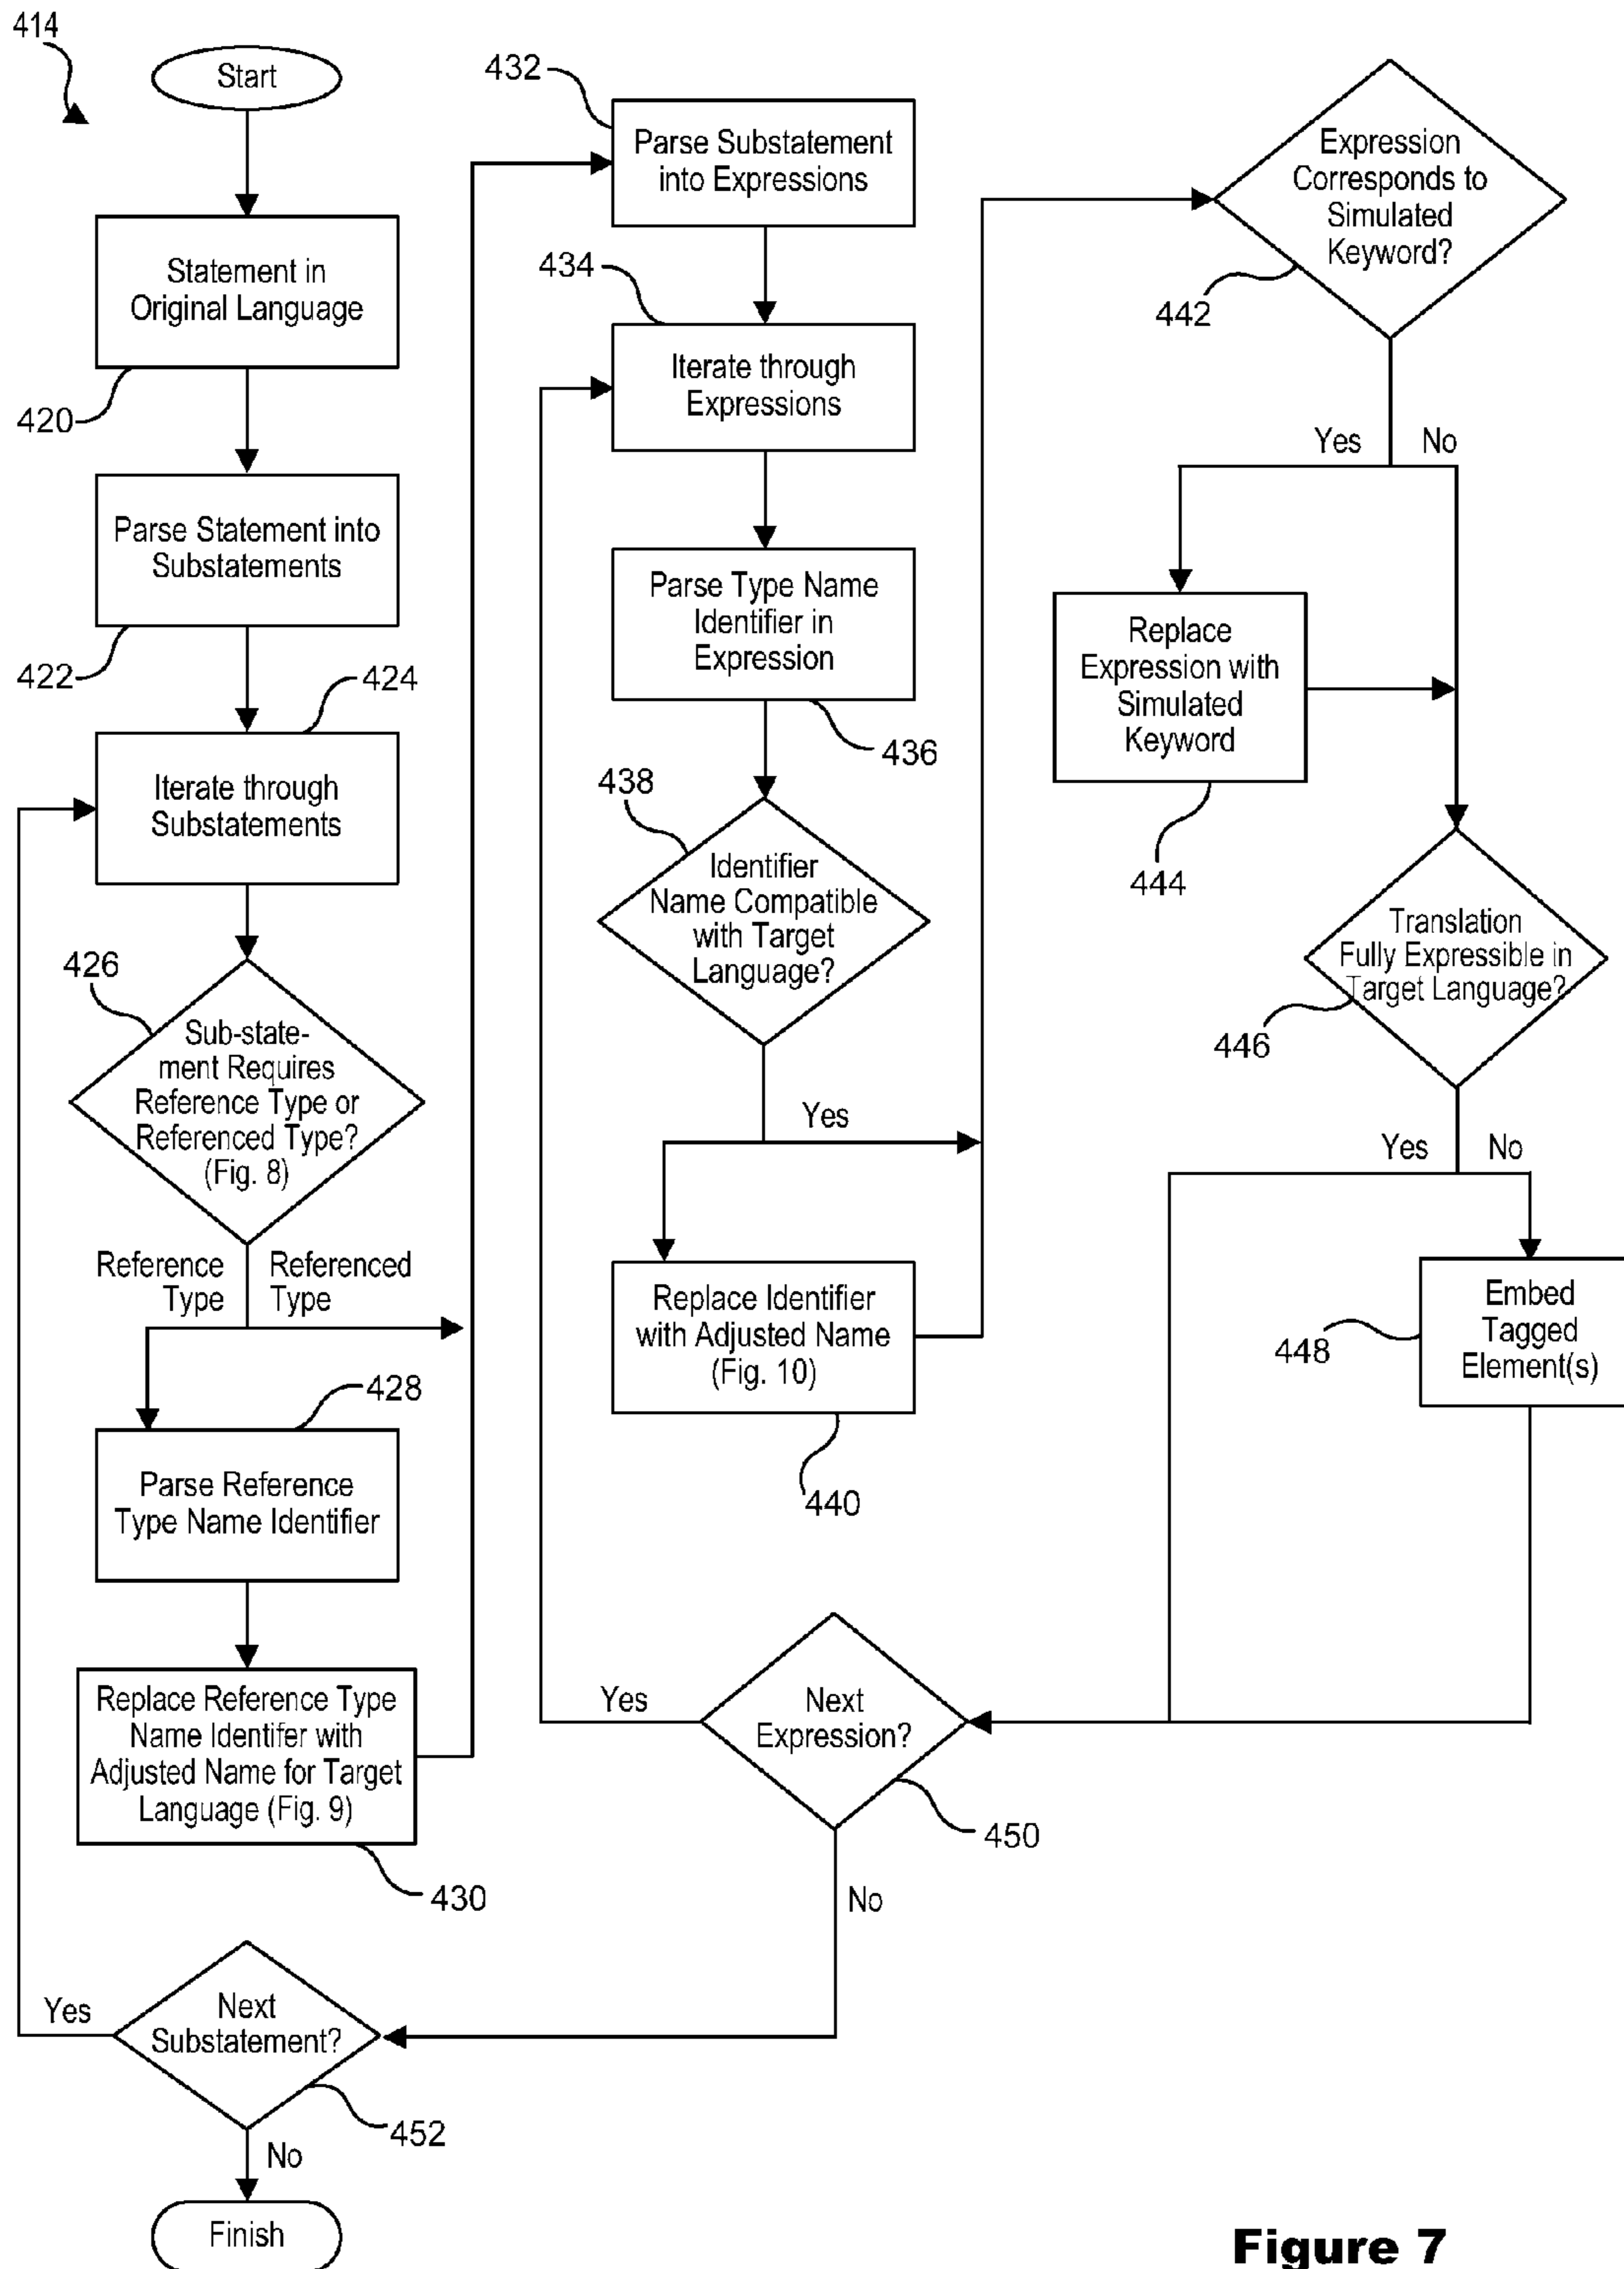 414
Start
Statement in
Original Language
420
Parse Statement into
Substatements
422
424
Iterate through
Substatements
426
Sub-state-
ment Requires
Reference Type or
Referenced Type?
(Fig. 8)
Reference
Type
Referenced
Type
428
Parse Reference
Type Name Identifier
Replace Reference Type
Name Identifer with
Adjusted Name for Target
Language (Fig. 9)
430
Yes
Next
Substatement?
452
No
Finish
432
Parse Substatement
into Expressions
434
Iterate through
Expressions
Parse Type Name
Identifier in
Expression
436
438
Identifier
Name Compatible
with Target
Language?
Yes
Replace Identifier
with Adjusted Name
(Fig. 10)
440
Yes
Next
Expression?
450
No
Expression
Corresponds to
Simulated
Keyword?
442
Yes
No
Replace
Expression with
Simulated
Keyword
444
Translation
Fully Expressible in
Target Language?
446
Yes
No
Embed
Tagged
Element(s)
448
Figure 7